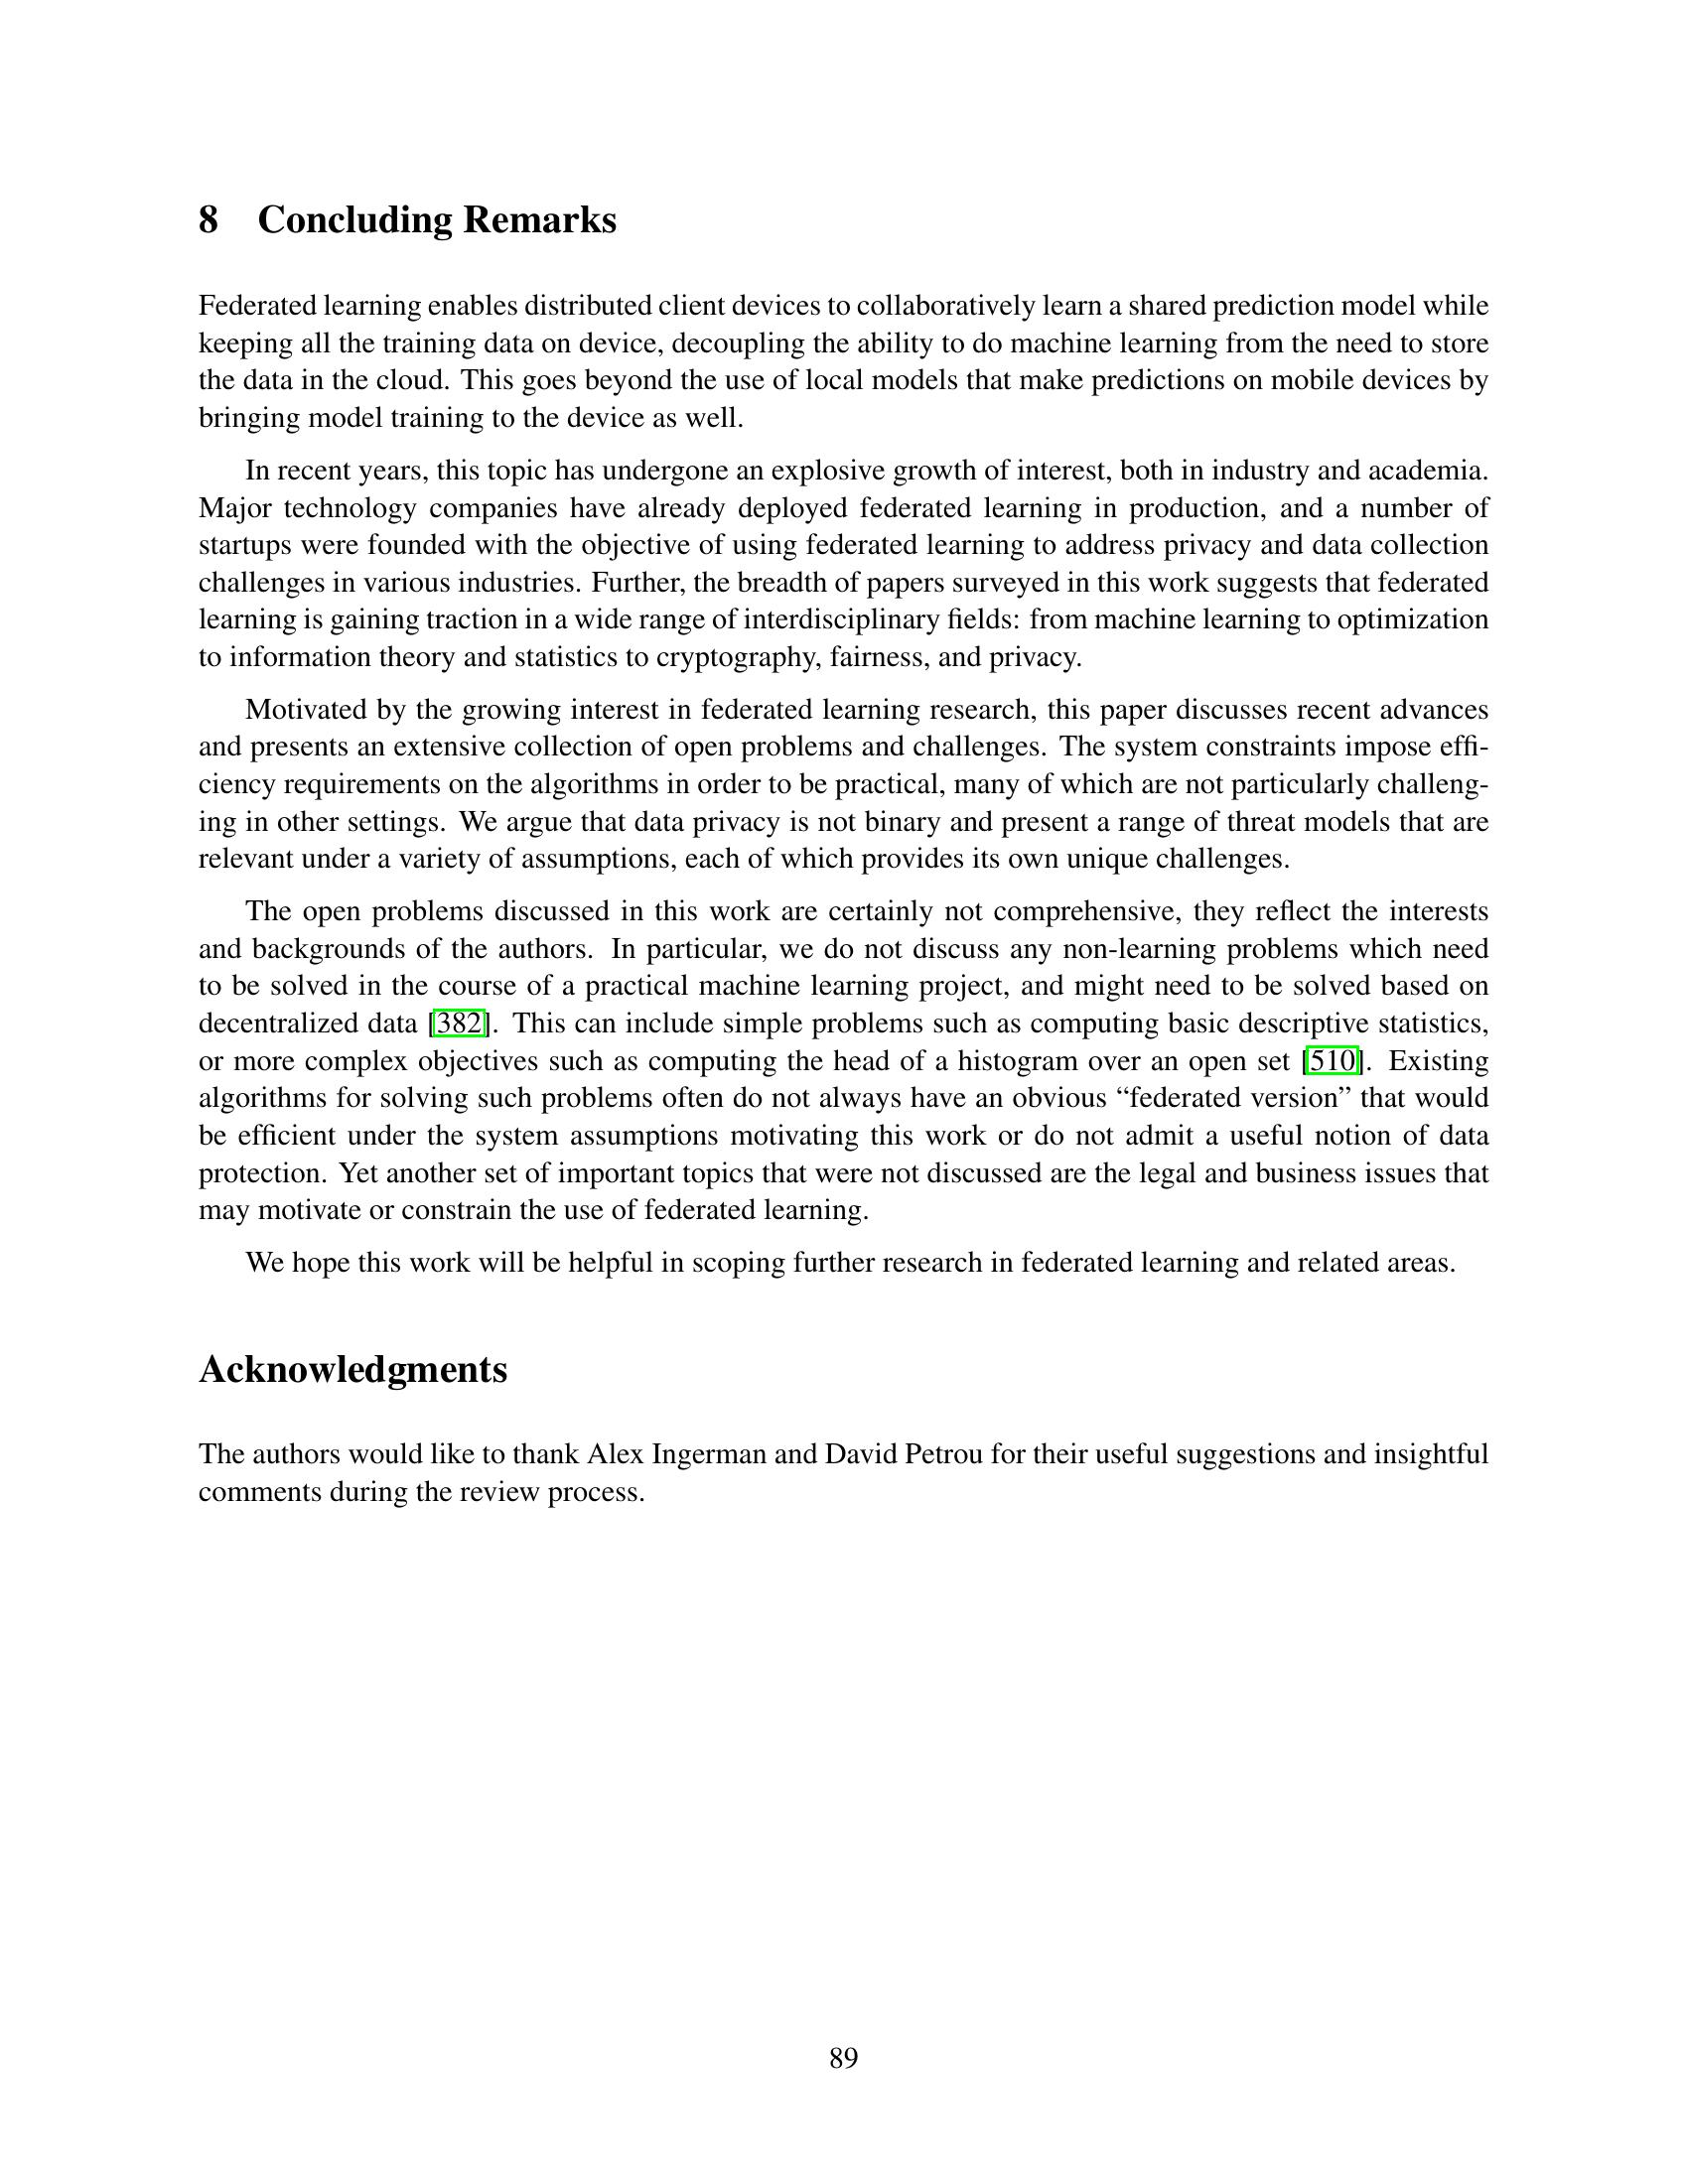 8 Concluding Remarks
Federated learning enables distributed client devices to collaboratively learn a shared prediction model while
keeping all the training data on device, decoupling the ability to do machine learning from the need to store
the data in the cloud. This goes beyond the use of local models that make predictions on mobile devices by
bringing model training to the device as well.
In recent years, this topic has undergone an explosive growth of interest, both in industry and academia.
Major technology companies have already deployed federated learning in production, and a number of
startups were founded with the objective of using federated learning to address privacy and data collection
challenges in various industries. Further, the breadth of papers surveyed in this work suggests that federated
learning is gaining traction in a wide range of interdisciplinary fields: from machine learning to optimization
to information theory and statistics to cryptography, fairness, and privacy.
Motivated by the growing interest in federated learning research, this paper discusses recent advances
and presents an extensive collection of open problems and challenges. The system constraints impose effi-
ciency requirements on the algorithms in order to be practical, many of which are not particularly challeng-
ing in other settings. We argue that data privacy is not binary and present a range of threat models that are
relevant under a variety of assumptions, each of which provides its own unique challenges.
The open problems discussed in this work are certainly not comprehensive, they reflect the interests
and backgrounds of the authors. In particular, we do not discuss any non-learning problems which need
to be solved in the course of a practical machine learning project, and might need to be solved based on
decentralized data [382]. This can include simple problems such as computing basic descriptive statistics,
or more complex objectives such as computing the head of a histogram over an open set [510]. Existing
algorithms for solving such problems often do not always have an obvious “federated version” that would
be efficient under the system assumptions motivating this work or do not admit a useful notion of data
protection. Yet another set of important topics that were not discussed are the legal and business issues that
may motivate or constrain the use of federated learning.
We hope this work will be helpful in scoping further research in federated learning and related areas.
Acknowledgments
The authors would like to thank Alex Ingerman and David Petrou for their useful suggestions and insightful
comments during the review process.
89